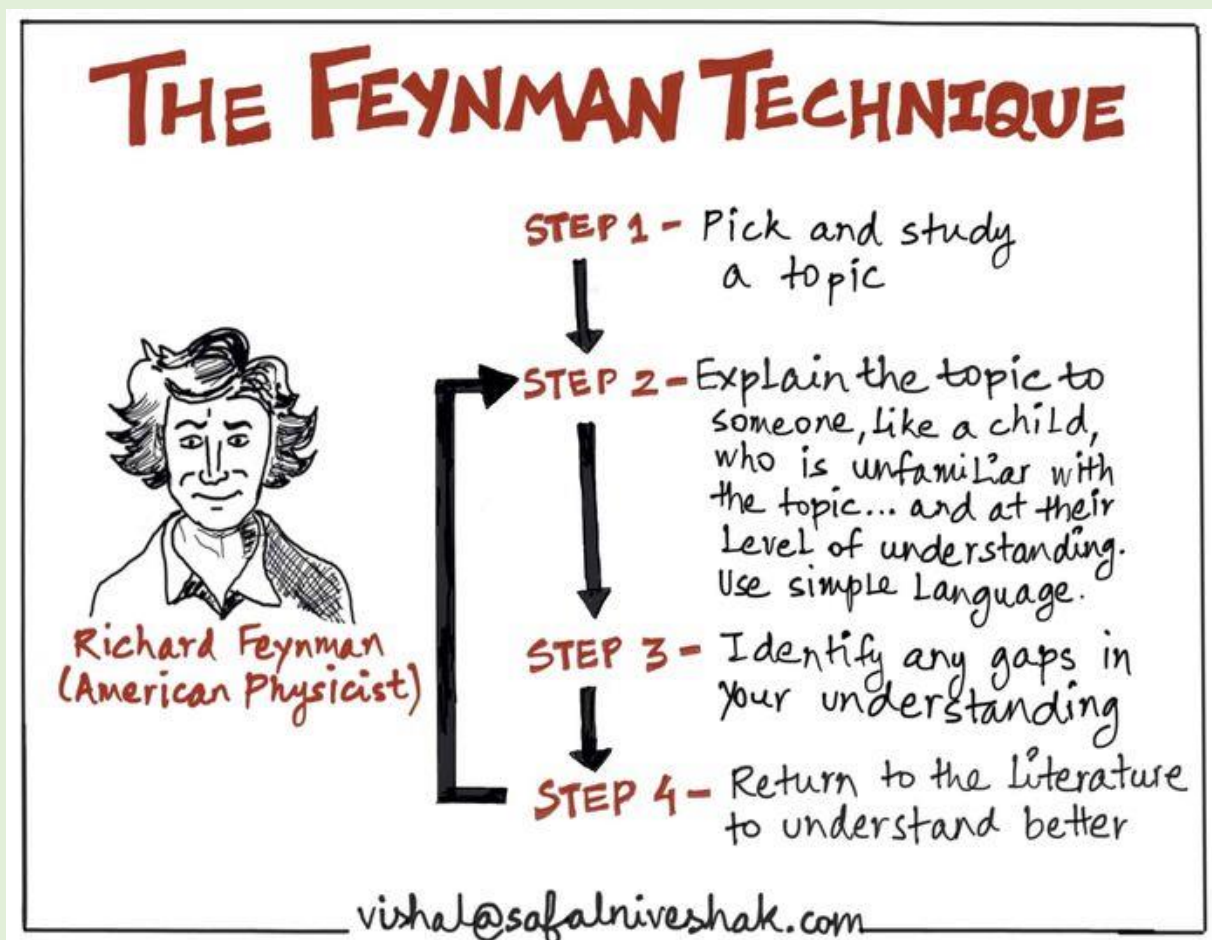 THE FEYNMAN TECHNIQUE
STEP 1 - Pick and study
a topic
STEP 2 - Explain the topic to
someone, like a child,
who is unfamiliar with
the topic... and at their
level of understanding.
Use simple language.
STEP 3 - Identify any gaps in
your understanding
STEP 4 - Return to the literature
to understand better
Richard Feynman
(American Physicist)
vishal@safalniveshak.com